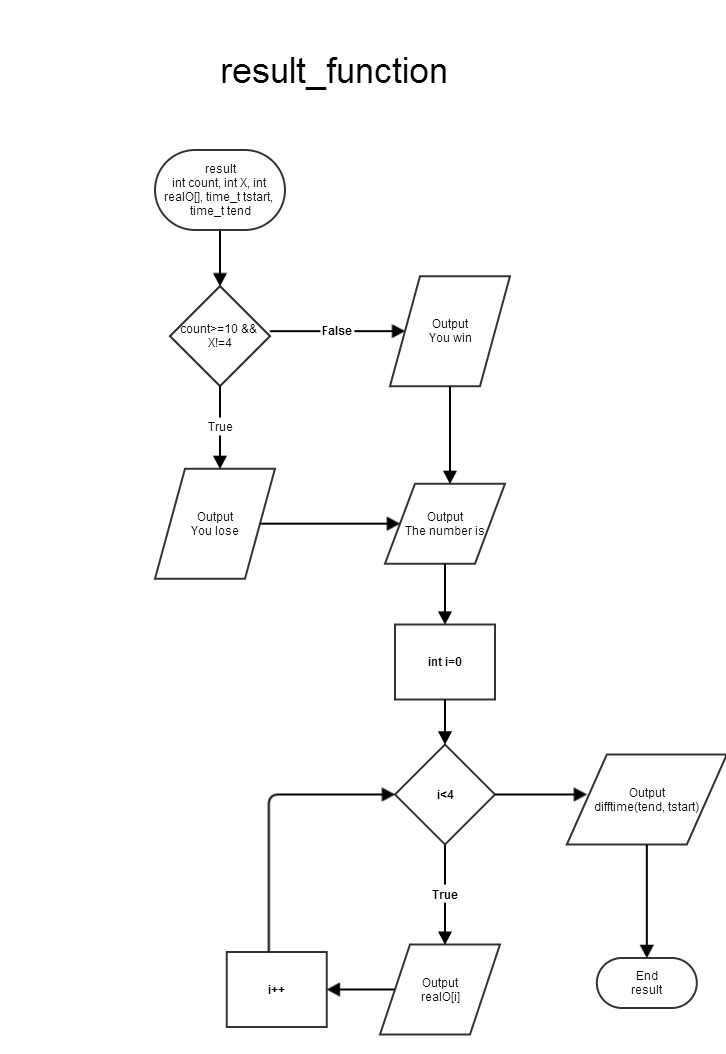 result_function
result
int count, int X, int
realO[], time_t tstart,
time_t tend
count>=10 &&
X!=4
False
Output
You win
True
Output
You lose
Output
The number is
int i=0
i<4
Output
difftime(tend, tstart)
True
Output
realO[i]
i++
End
result